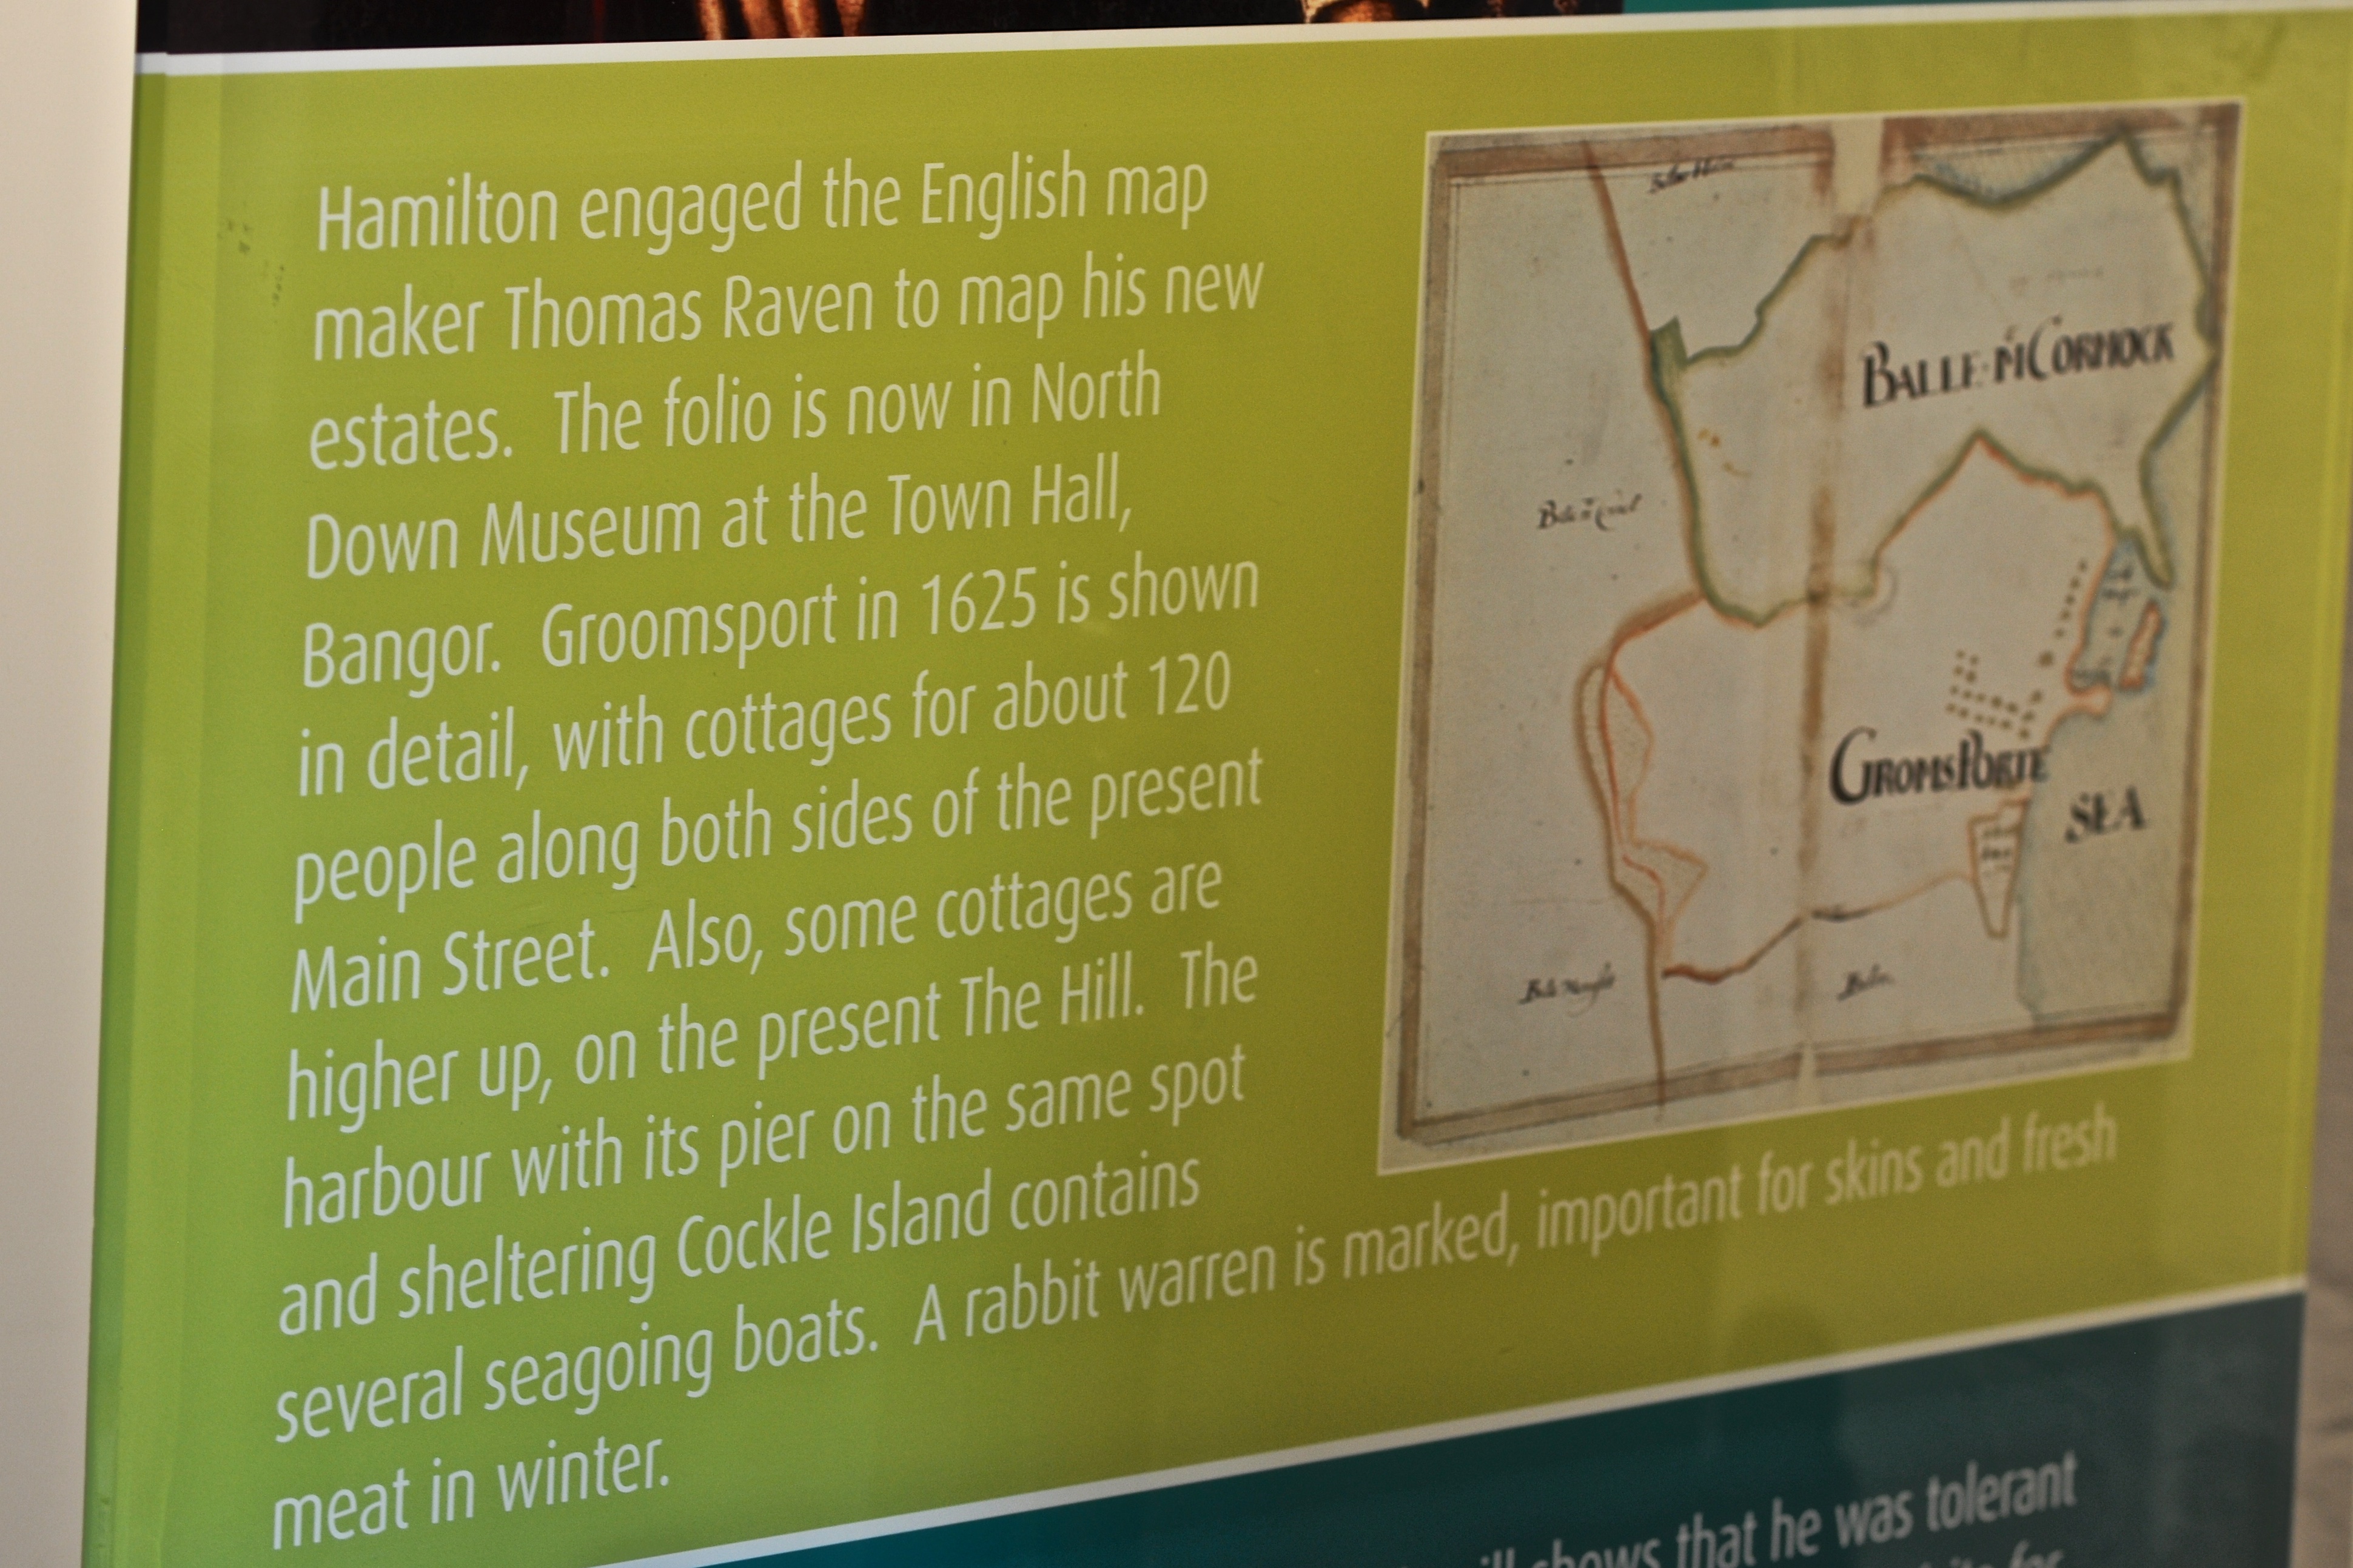 Hamilton engaged the English map
maker Thomas Raven to map his new
estates. The folio is now in North
Down Museum at the Town Hall,
Bangor. Groomsport in 1625 is shown
in detail, with cottages for about 120
people along both sides of the present
Main Street. Also, some cottages are
higher up, on the present The Hill. The
harbour with its pier on the same spot
and sheltering Cockle Island contains
several seagoing boats. A rabbit warren is marked, important for skins and fresh
meat in winter.
BALLE McCORMOCK
GROMSPORTE
SEA
shows that he was tolerant
for